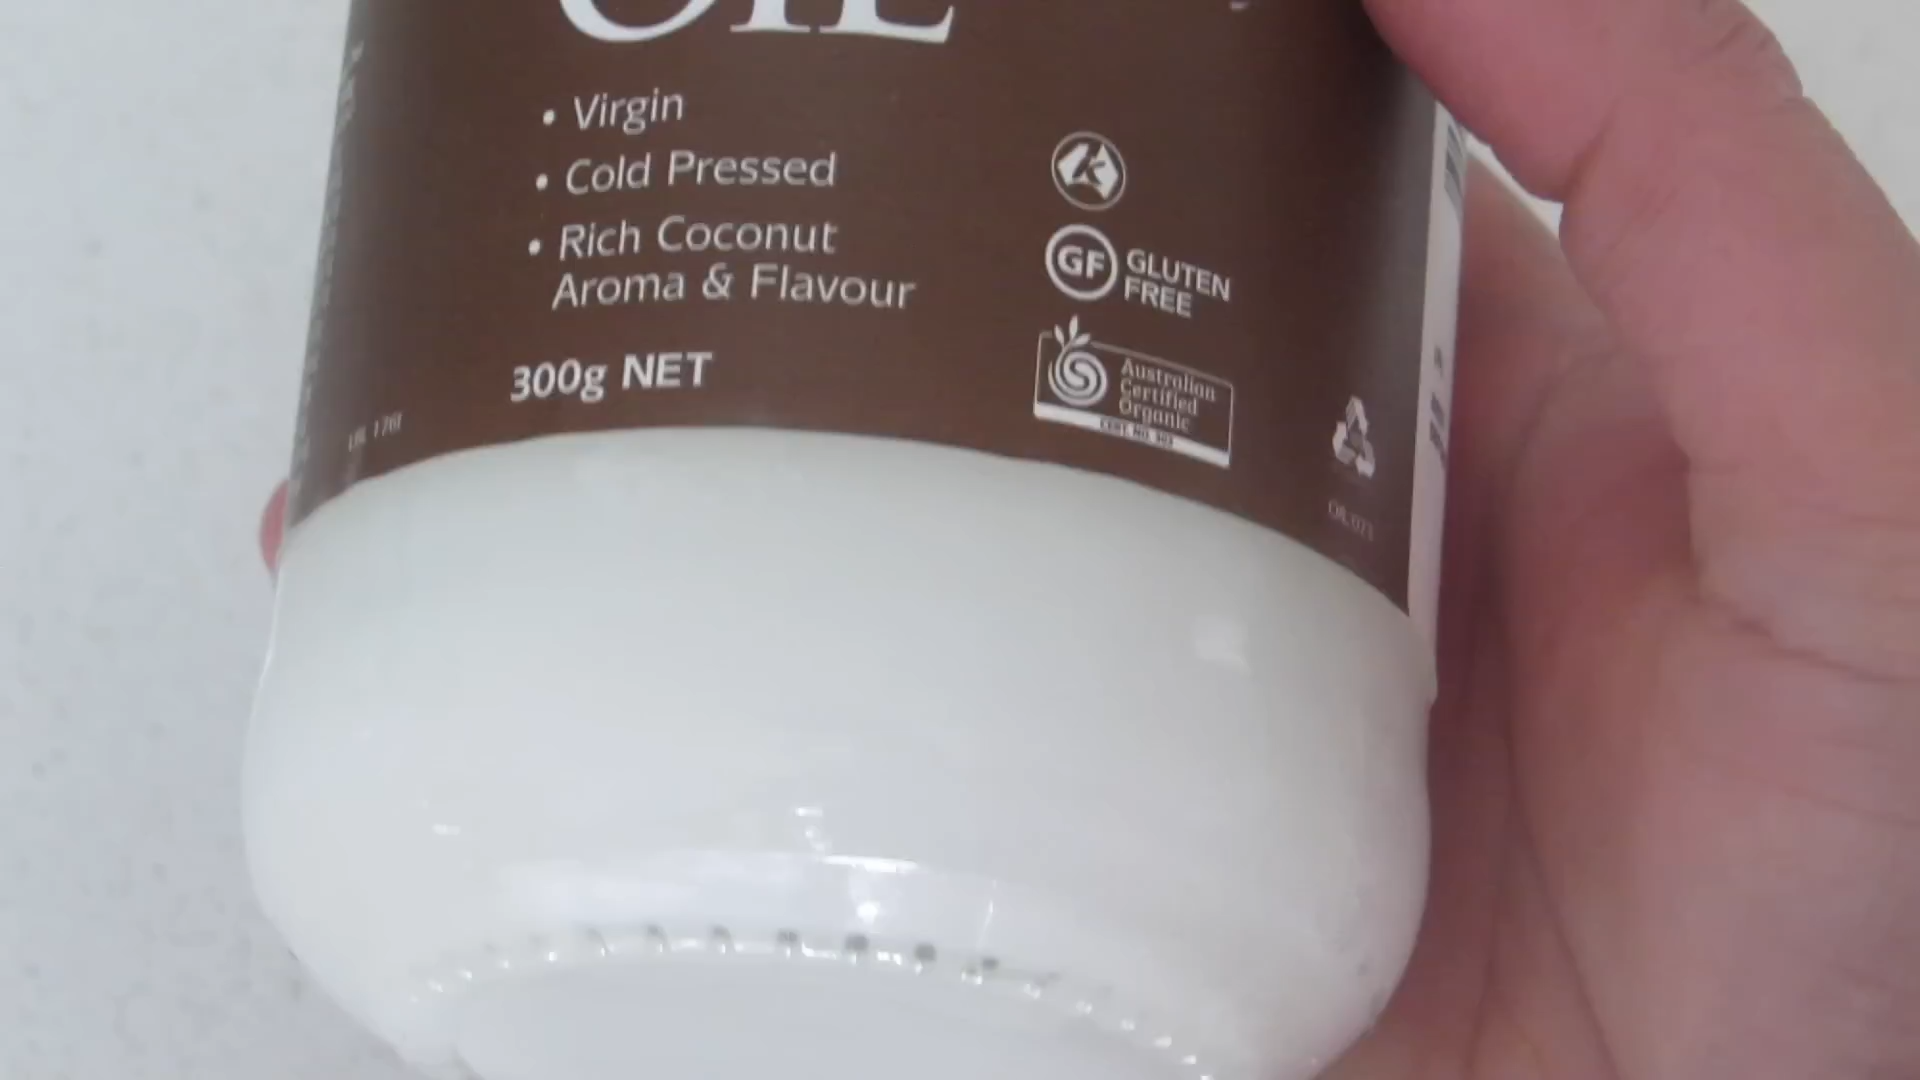 OIL
• Virgin
• Cold Pressed
• Rich Coconut
Aroma & Flavour
300g NET
K
GF GLUTEN
FREE
Australian
Certified
Organic